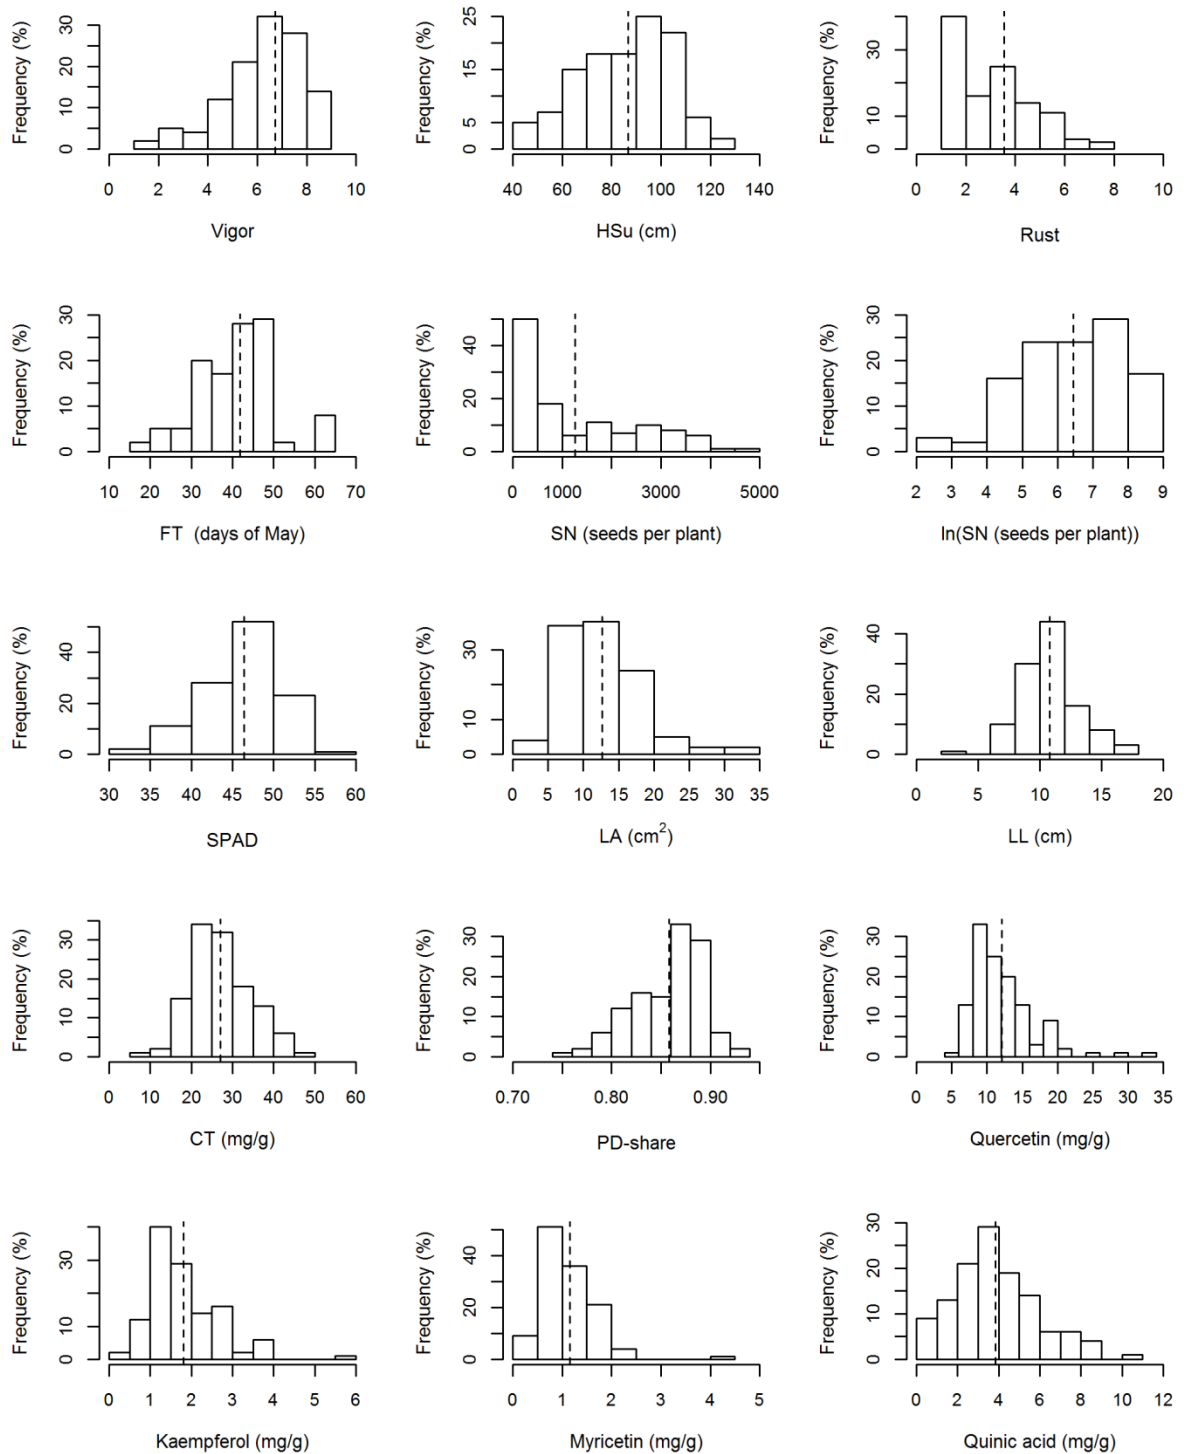 Frequency (%)
0 10 20 30
0 2 4 6 8 10
Vigor
Frequency (%)
0 5 15 25
40 60 80 100 120 140
HSu (cm)
Frequency (%)
0 10 30
0 2 4 6 8 10
Rust
Frequency (%)
0 10 20 30
10 20 30 40 50 60 70
FT (days of May)
Frequency (%)
0 20 40
0 1000 3000 5000
SN (seeds per plant)
Frequency (%)
0 10 20 30
2 3 4 5 6 7 8 9
ln(SN (seeds per plant))
Frequency (%)
0 20 40
30 35 40 45 50 55 60
SPAD
Frequency (%)
0 10 30
0 5 10 15 20 25 30 35
LA (cm²)
Frequency (%)
0 20 40
5 10 15 20
LL (cm)
Frequency (%)
0 10 20 30
0 10 20 30 40 50 60
CT (mg/g)
Frequency (%)
0 10 20 30
0.70 0.80 0.90
PD-share
Frequency (%)
0 10 20 30
0 5 10 15 20 25 30 35
Quercetin (mg/g)
Frequency (%)
0 10 30
0 1 2 3 4 5 6
Kaempferol (mg/g)
Frequency (%)
0 20 40
0 1 2 3 4 5
Myricetin (mg/g)
Frequency (%)
0 10 20 30
0 2 4 6 8 10 12
Quinic acid (mg/g)